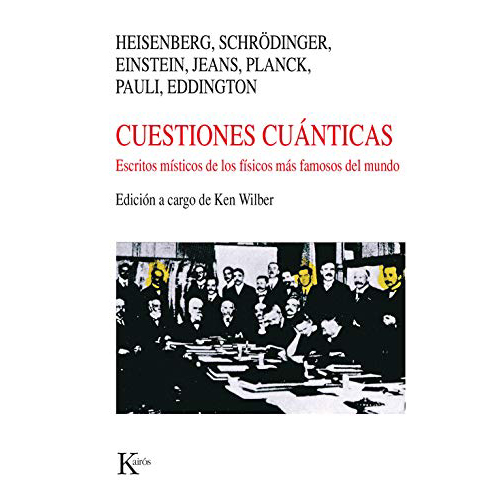 HEISENBERG, SCHRÖDINGER,
EINSTEIN, JEANS, PLANCK,
PAULI, EDDINGTON
CUESTIONES CUÁNTICAS
Escritos místicos de los físicos más famosos del mundo
Edición a cargo de Ken Wilber
Kairós